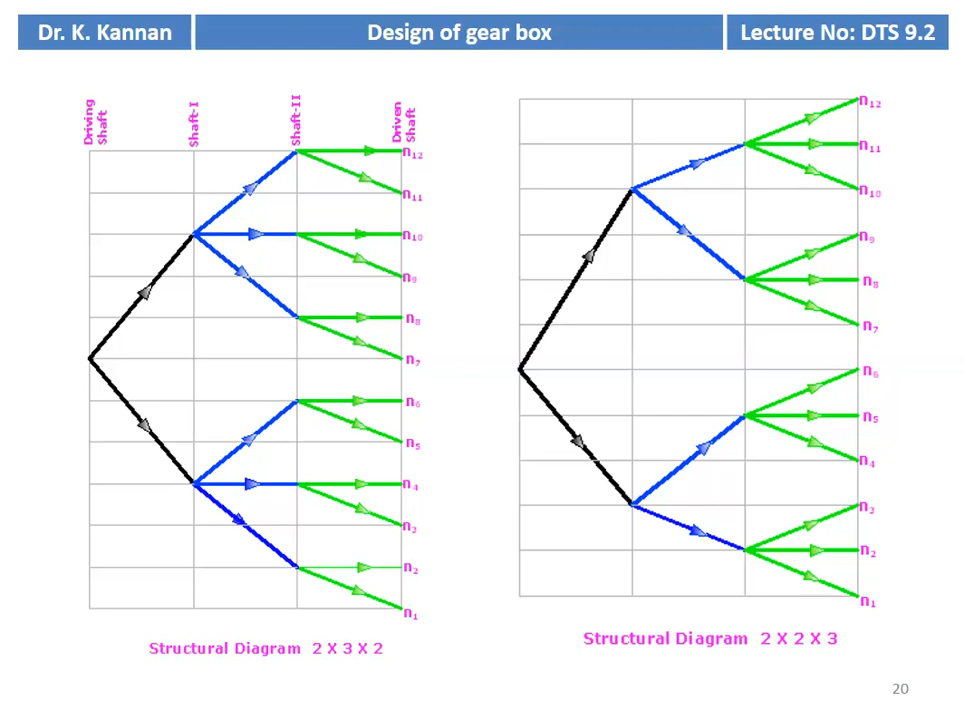 Dr. K. Kannan
Design of gear box
Lecture No: DTS 9.2
Driving
Shaft
Shaft-I
Shaft-II
Driven
Shaft
n12
n11
n10
n9
n8
n7
n6
n5
n4
n2
n2
n1
Structural Diagram 2 X 3 X 2
n12
n11
n10
n9
n8
n7
n6
n5
n4
n3
n2
n1
Structural Diagram 2 X 2 X 3
20